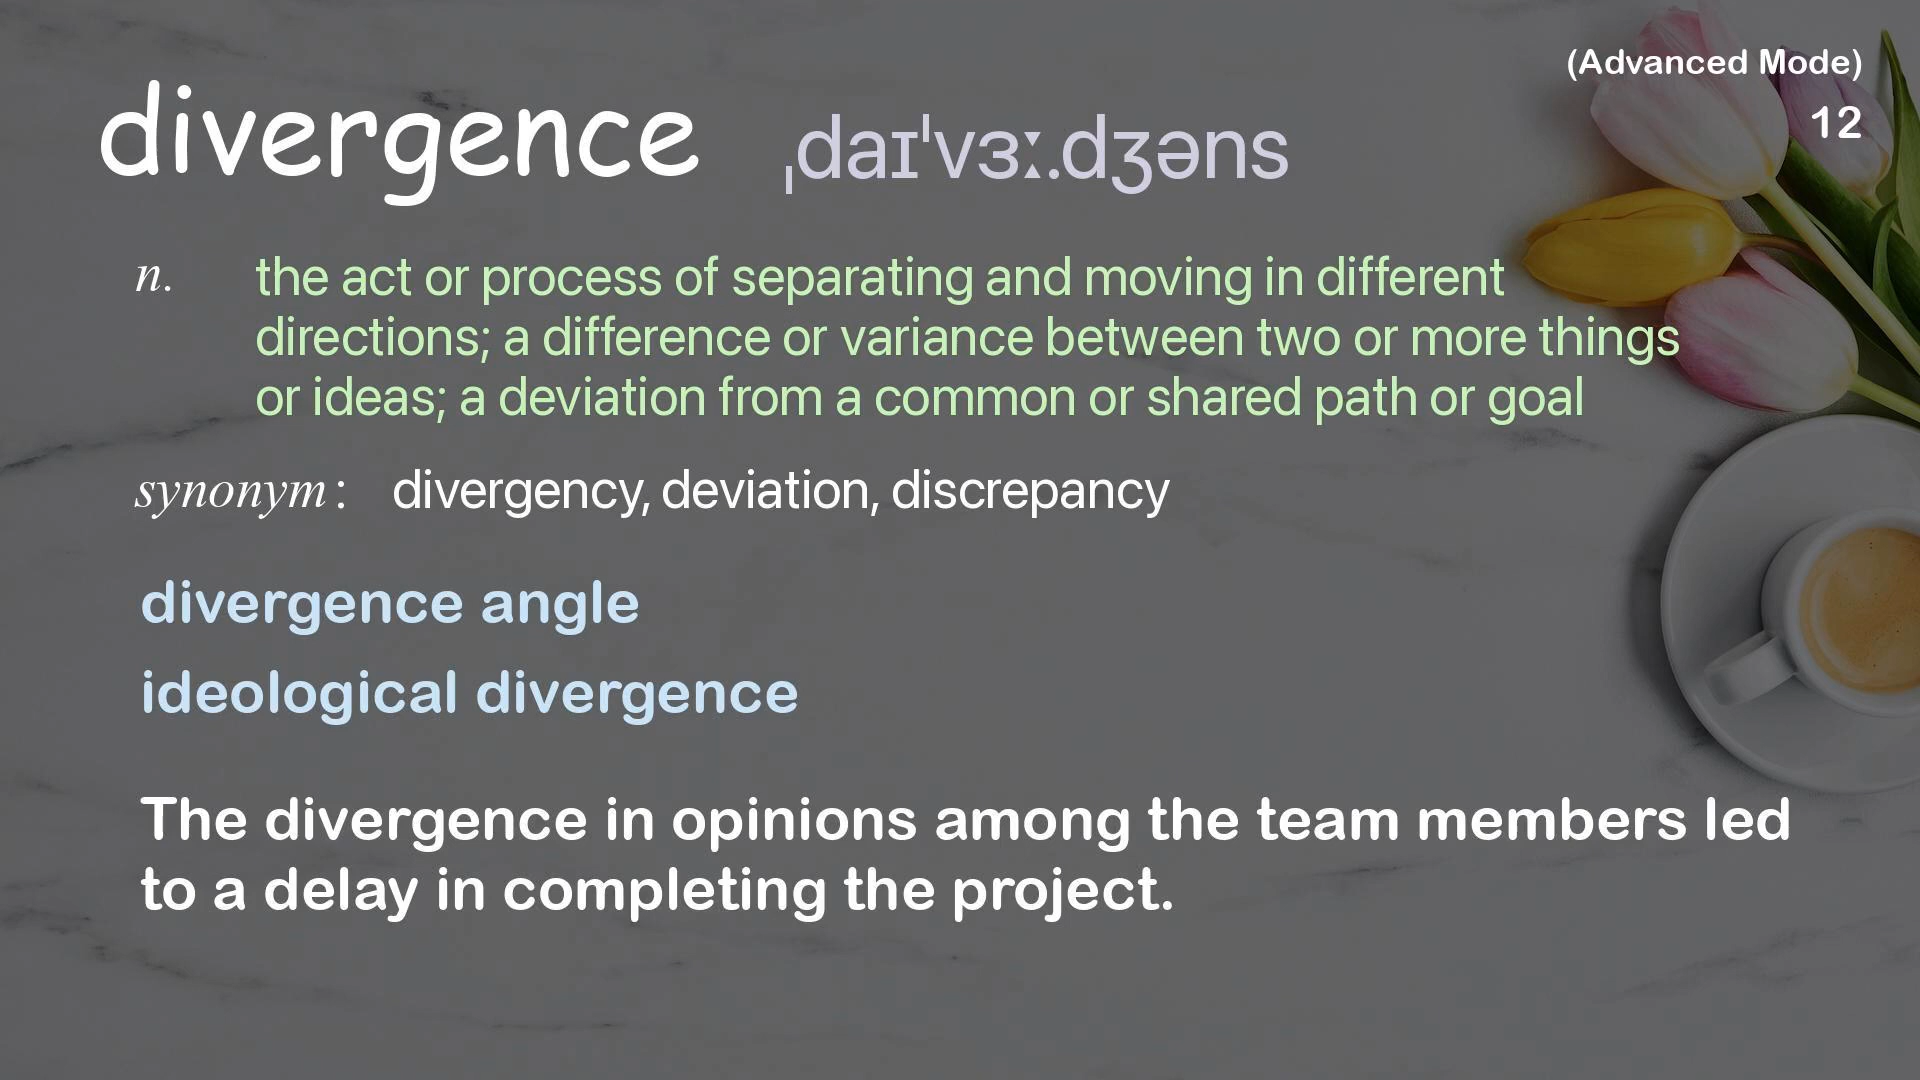 (Advanced Mode)
12
divergence ˌdaɪˈvɜː.dʒəns
n. the act or process of separating and moving in different
directions; a difference or variance between two or more things
or ideas; a deviation from a common or shared path or goal
synonym: divergency, deviation, discrepancy
divergence angle
ideological divergence
The divergence in opinions among the team members led
to a delay in completing the project.